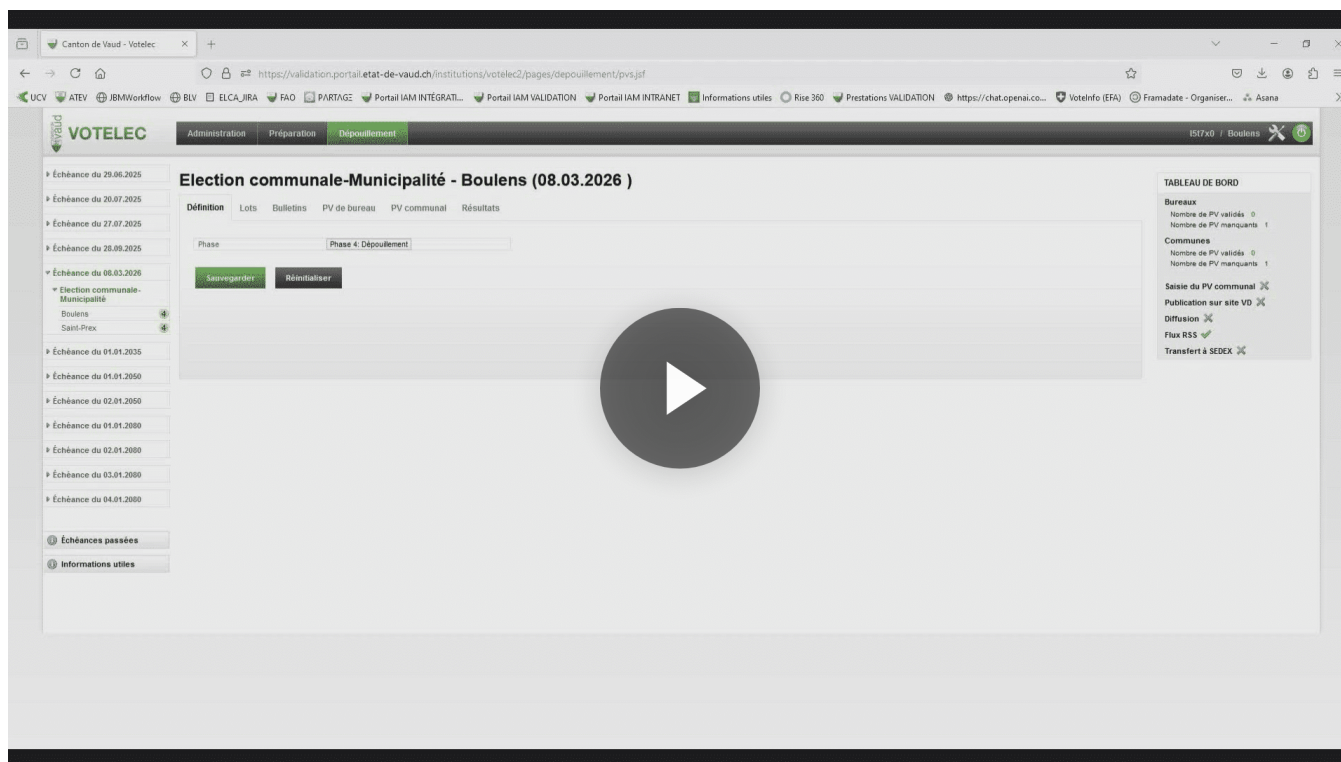 Canton de Vaud - Votelec
https://validation.portail.etat-de-vaud.ch/institutions/votelec2/pages/depouillement/pvs.jsf
UCV ATEV JBMWorkflow BLV ELCA_JIRA FAO PARTAGE Portail IAM INTÉGRATI... Portail IAM VALIDATION Portail IAM INTRANET Informations utiles Rise 360 Prestations VALIDATION https://chat.openai.co... VoteInfo (EFA) Framadate - Organiser... Asana
vaud
VOTELEC
Administration Préparation Dépouillement
l5t7x0 / Boulens
Échéance du 29.06.2025
Échéance du 20.07.2025
Échéance du 27.07.2025
Échéance du 28.09.2025
Échéance du 08.03.2026
Election communale-
Municipalité
Boulens 4
Saint-Prex 4
Échéance du 01.01.2035
Échéance du 01.01.2050
Échéance du 02.01.2050
Échéance du 01.01.2080
Échéance du 02.01.2080
Échéance du 03.01.2080
Échéance du 04.01.2080
Échéances passées
Informations utiles
Election communale-Municipalité - Boulens (08.03.2026 )
Définition Lots Bulletins PV de bureau PV communal Résultats
Phase Phase 4: Dépouillement
Sauvegarder Réinitialiser
TABLEAU DE BORD
Bureaux
Nombre de PV validés 0
Nombre de PV manquants 1
Communes
Nombre de PV validés 0
Nombre de PV manquants 1
Saisie du PV communal
Publication sur site VD
Diffusion
Flux RSS
Transfert à SEDEX